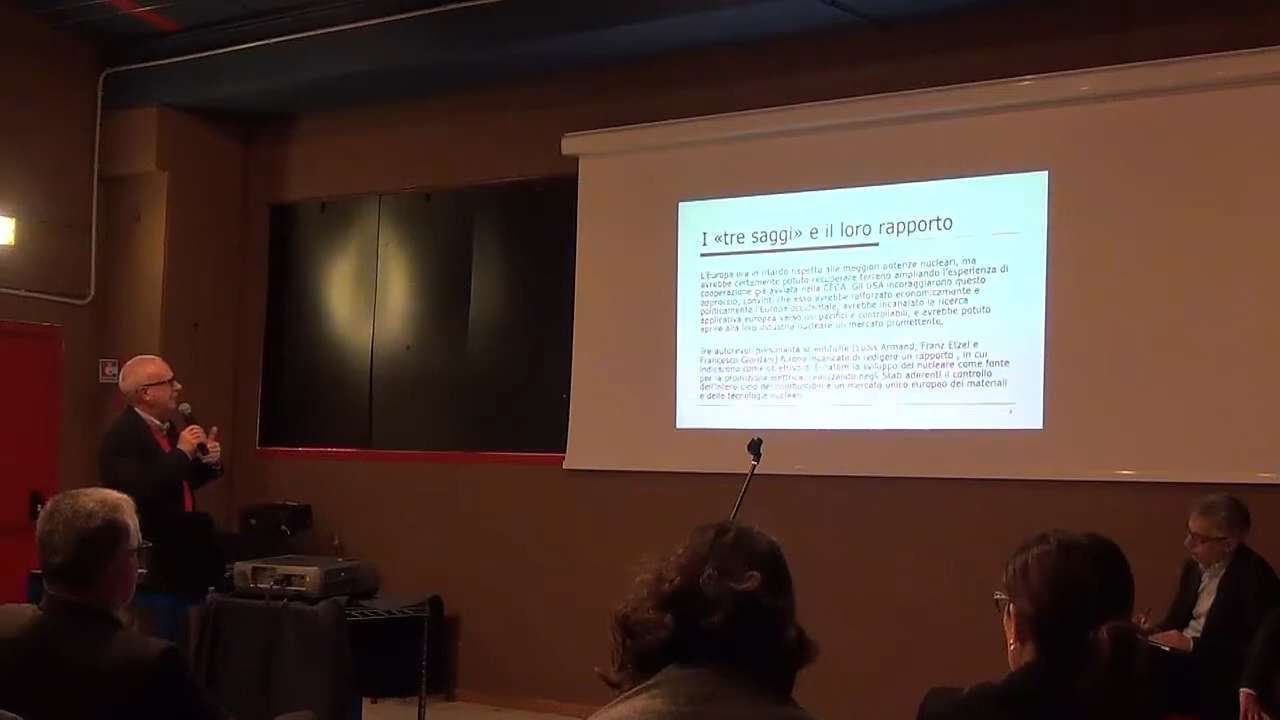 I «tre saggi» e il loro rapporto
L'Europa era in ritardo rispetto alle maggiori potenze nucleari, ma
avrebbe certamente potuto recuperare terreno ampliando l'esperienza di
cooperazione già avviata nella CECA. Gli USA incoraggiarono questo
approccio, convinti che esso avrebbe rafforzato economicamente e
politicamente l'Europa occidentale, avrebbe incanalato la ricerca
applicativa europea verso usi pacifici e controllabili, e avrebbe potuto
aprire alla loro industria nucleare un mercato promettente.
Tre autorevoli personalità scientifiche (Louis Armand, Franz Etzel e
Francesco Giordani) furono incaricate di redigere un rapporto , in cui
indicarono come obiettivo di Euratom lo sviluppo del nucleare come fonte
per la produzione elettrica, realizzando negli Stati aderenti il controllo
dell'intero ciclo dei combustibili e un mercato unico europeo dei materiali
e delle tecnologie nucleari